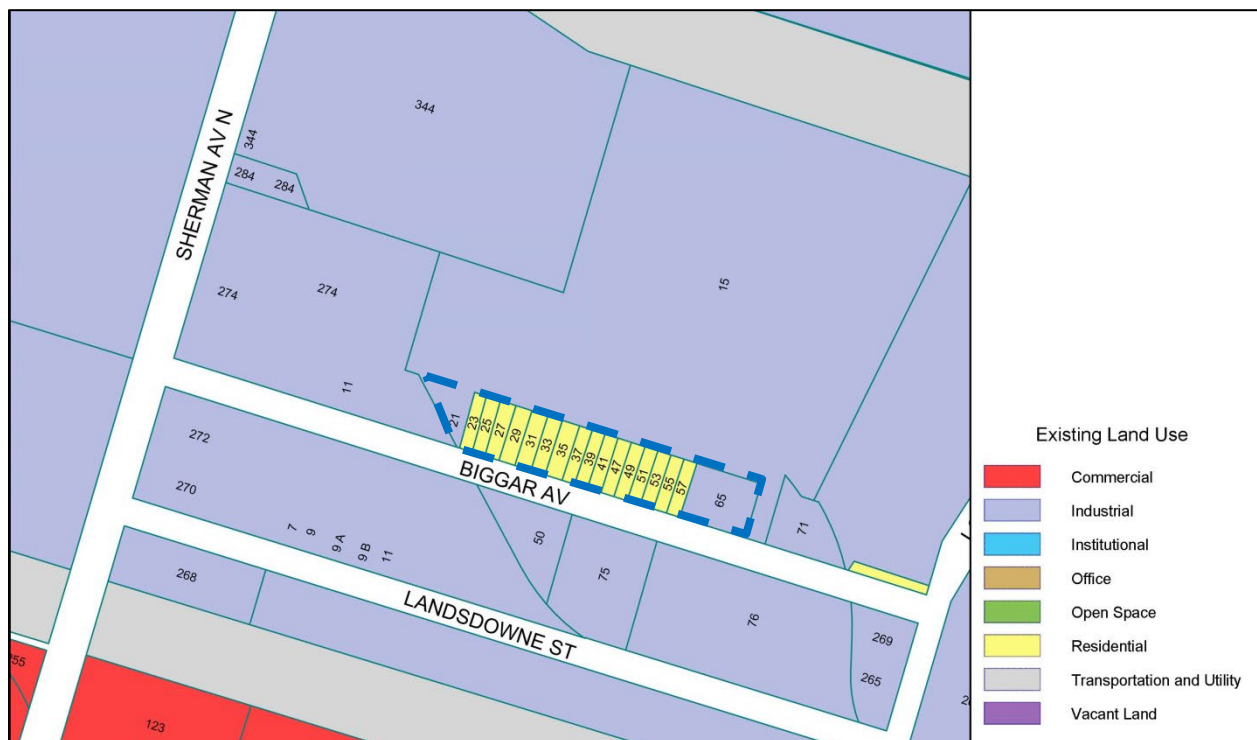 344
344
284
284
SHERMAN AV N
15
274
274
11
21
23
25
27
29
31
33
35
37
39
41
47
49
51
53
55
57
65
71
BIGGAR AV
272
270
7
9
9 A
9 B
11
50
75
76
269
265
268
LANDSDOWNE ST
123
Existing Land Use
Commercial
Industrial
Institutional
Office
Open Space
Residential
Transportation and Utility
Vacant Land